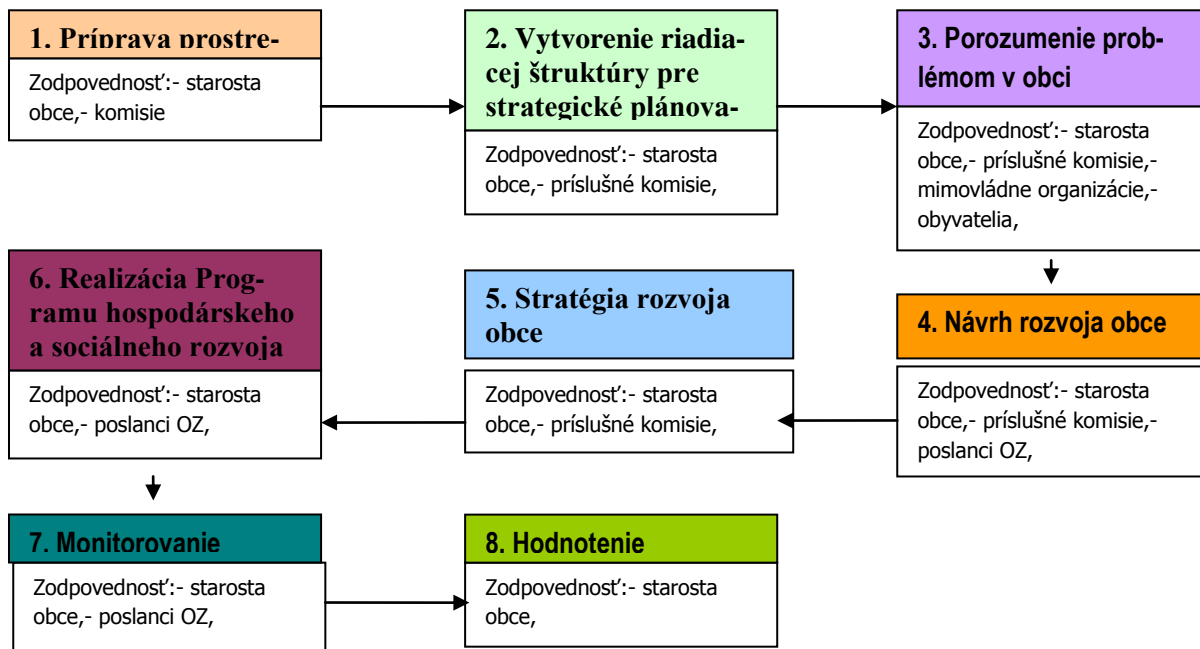 1. Príprava prostre-
Zodpovednosť:- starosta
obce,- komisie
2. Vytvorenie riadia-
cej štruktúry pre
strategické plánova-
Zodpovednosť:- starosta
obce,- príslušné komisie,
3. Porozumenie prob-
lémom v obci
Zodpovednosť:- starosta
obce,- príslušné komisie,-
mimovládne organizácie,-
obyvatelia,
4. Návrh rozvoja obce
Zodpovednosť:- starosta
obce,- príslušné komisie,-
poslanci OZ,
5. Stratégia rozvoja
obce
Zodpovednosť:- starosta
obce,- príslušné komisie,
6. Realizácia Prog-
ramu hospodárskeho
a sociálneho rozvoja
Zodpovednosť:- starosta
obce,- poslanci OZ,
7. Monitorovanie
Zodpovednosť:- starosta
obce,- poslanci OZ,
8. Hodnotenie
Zodpovednosť:- starosta
obce,